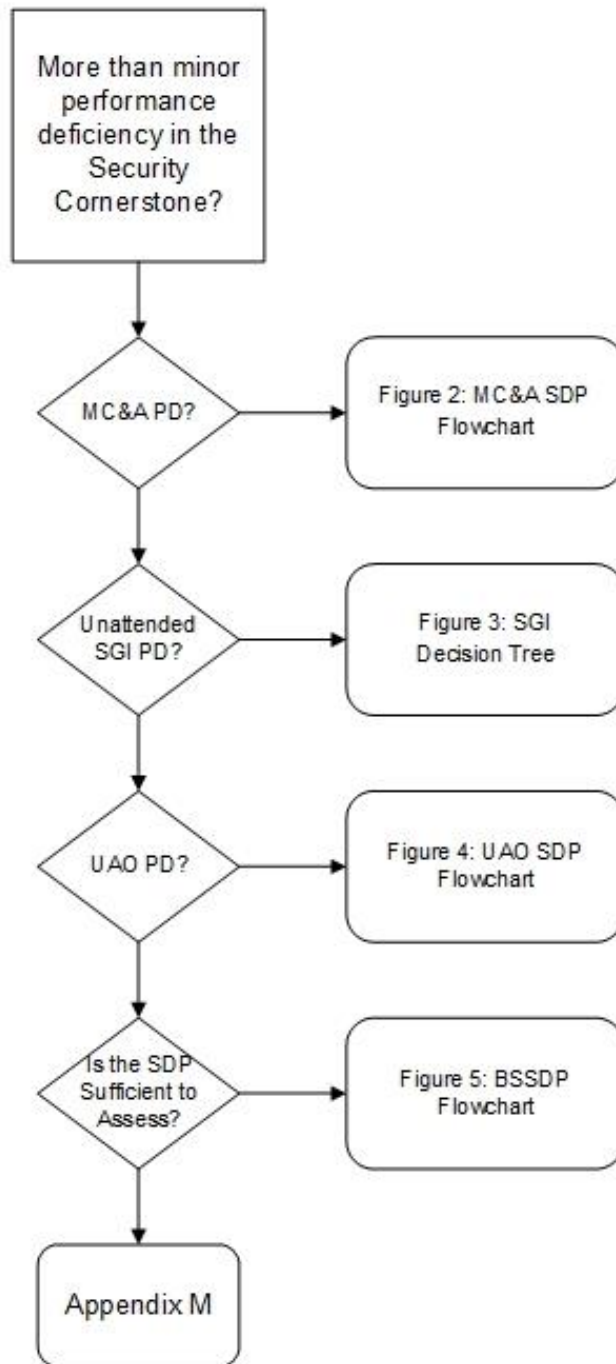 More than minor
performance
deficiency in the
Security
Cornerstone?
MC&A PD?
Figure 2: MC&A SDP
Flowchart
Unattended
SGI PD?
Figure 3: SGI
Decision Tree
UAO PD?
Figure 4: UAO SDP
Flowchart
Is the SDP
Sufficient to
Assess?
Figure 5: BSSDP
Flowchart
Appendix M